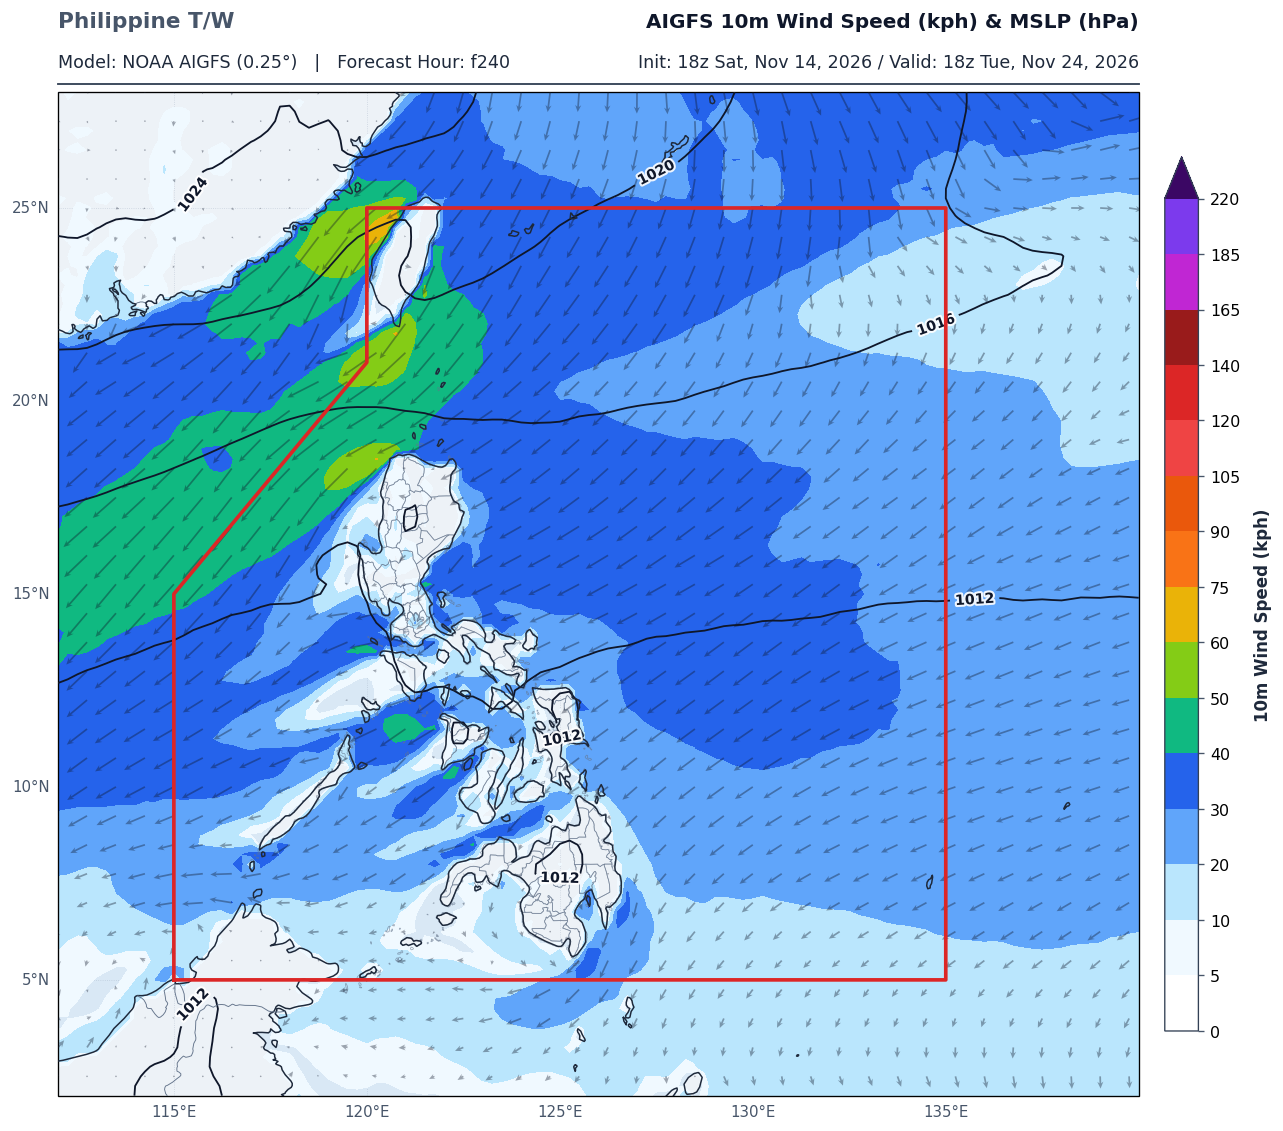 Philippine T/W
AIGFS 10m Wind Speed (kph) & MSLP (hPa)
Model: NOAA AIGFS (0.25°)   |   Forecast Hour: f240
Init: 18z Sat, Nov 14, 2026 / Valid: 18z Tue, Nov 24, 2026
1024
1020
1016
1012
1012
1012
1012
25°N
20°N
15°N
10°N
5°N
115°E
120°E
125°E
130°E
135°E
220
185
165
140
120
105
90
75
60
50
40
30
20
10
5
0
10m Wind Speed (kph)